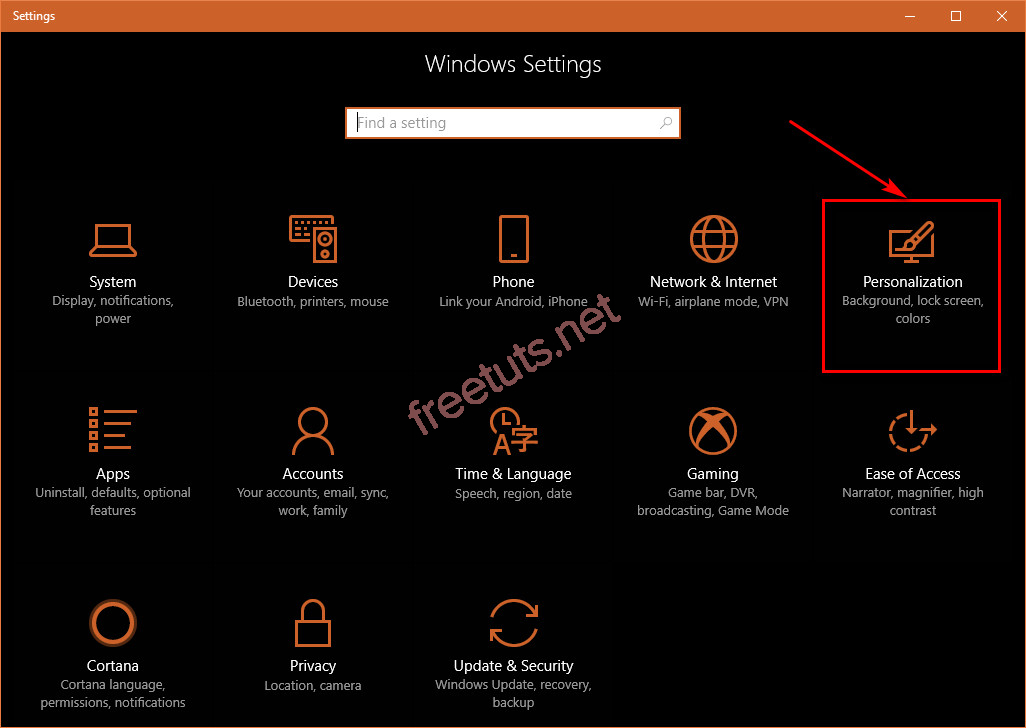 Settings
Windows Settings
Find a setting
System
Display, notifications,
power
Devices
Bluetooth, printers, mouse
Phone
Link your Android, iPhone
Network & Internet
Wi-Fi, airplane mode, VPN
Personalization
Background, lock screen,
colors
freetuts.net
Apps
Uninstall, defaults, optional
features
Accounts
Your accounts, email, sync,
work, family
Time & Language
Speech, region, date
Gaming
Game bar, DVR,
broadcasting, Game Mode
Ease of Access
Narrator, magnifier, high
contrast
Cortana
Cortana language,
permissions, notifications
Privacy
Location, camera
Update & Security
Windows Update, recovery,
backup